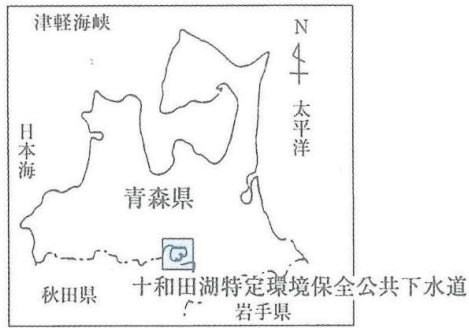 津軽海峡
N
太平洋
日本海
青森県
十和田湖特定環境保全公共下水道
秋田県
岩手県